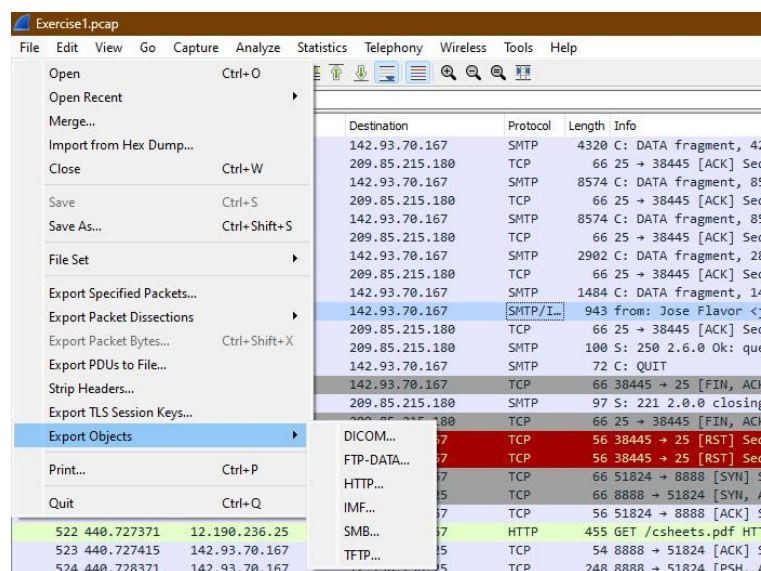 Exercise1.pcap
File Edit View Go Capture Analyze Statistics Telephony Wireless Tools Help
Open Ctrl+O
Open Recent
Merge...
Import from Hex Dump...
Close Ctrl+W
Save Ctrl+S
Save As... Ctrl+Shift+S
File Set
Export Specified Packets...
Export Packet Dissections
Export Packet Bytes... Ctrl+Shift+X
Export PDUs to File...
Strip Headers...
Export TLS Session Keys...
Export Objects
Print... Ctrl+P
Quit Ctrl+Q
DICOM...
FTP-DATA...
HTTP...
IMF...
SMB...
TFTP...
Destination Protocol Length Info
142.93.70.167 SMTP 4320 C: DATA fragment, 42
209.85.215.180 TCP 66 25 → 38445 [ACK] Sec
142.93.70.167 SMTP 8574 C: DATA fragment, 85
209.85.215.180 TCP 66 25 → 38445 [ACK] Sec
142.93.70.167 SMTP 8574 C: DATA fragment, 85
209.85.215.180 TCP 66 25 → 38445 [ACK] Sec
142.93.70.167 SMTP 2902 C: DATA fragment, 28
209.85.215.180 TCP 66 25 → 38445 [ACK] Sec
142.93.70.167 SMTP 1484 C: DATA fragment, 14
142.93.70.167 SMTP/I... 943 from: Jose Flavor <j
209.85.215.180 TCP 66 25 → 38445 [ACK] Sec
209.85.215.180 SMTP 100 S: 250 2.6.0 Ok: que
142.93.70.167 SMTP 72 C: QUIT
142.93.70.167 TCP 66 38445 → 25 [FIN, ACK
209.85.215.180 SMTP 97 S: 221 2.0.0 closing
180 TCP 66 25 → 38445 [FIN, ACK
57 TCP 56 38445 → 25 [RST] Sec
57 TCP 56 38445 → 25 [RST] Sec
57 TCP 66 51824 → 8888 [SYN] S
25 TCP 66 8888 → 51824 [SYN, A
57 TCP 56 51824 → 8888 [ACK] S
522 440.727371 12.190.236.25 57 HTTP 455 GET /csheets.pdf HTT
523 440.727415 142.93.70.167 25 TCP 54 8888 → 51824 [ACK] S
524 440.728371 142.93.70.167 25 TCP 248 8888 → 51824 [PSH, A